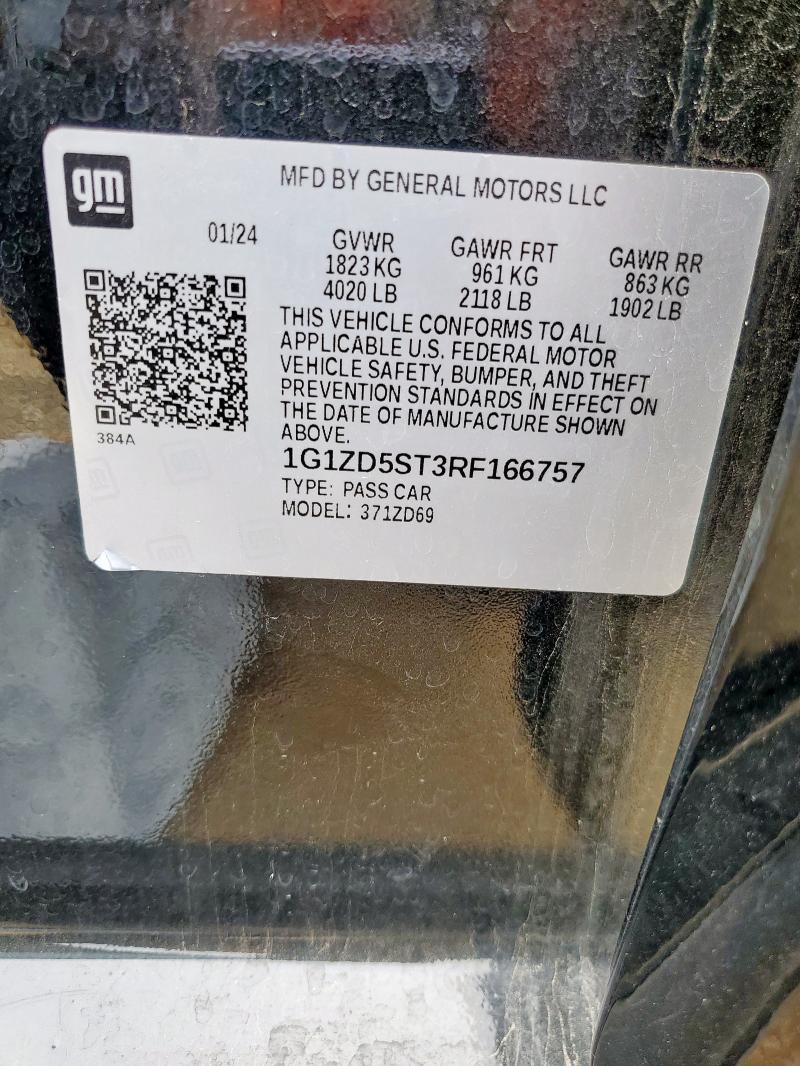 gm
MFD BY GENERAL MOTORS LLC
01/24
GVWR
1823 KG
4020 LB
GAWR FRT
961 KG
2118 LB
GAWR RR
863 KG
1902 LB
THIS VEHICLE CONFORMS TO ALL
APPLICABLE U.S. FEDERAL MOTOR
VEHICLE SAFETY, BUMPER, AND THEFT
PREVENTION STANDARDS IN EFFECT ON
THE DATE OF MANUFACTURE SHOWN
ABOVE.
384A
1G1ZD5ST3RF166757
TYPE: PASS CAR
MODEL: 371ZD69